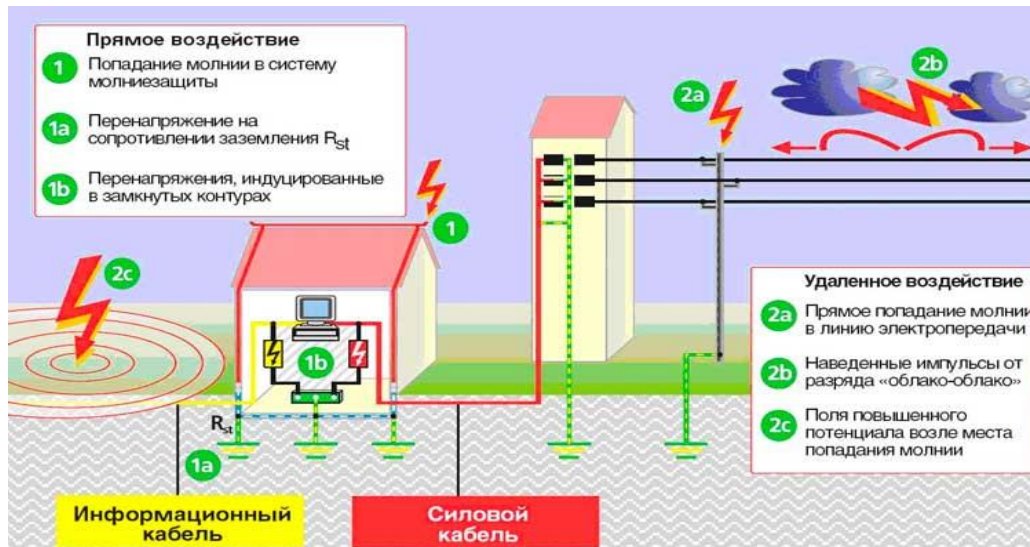 Прямое воздействие
1 Попадание молнии в систему
молниезащиты
1a Перенапряжение на
сопротивлении заземления Rst
1b Перенапряжения, индуцированные
в замкнутых контурах
2a
2b
1
2c
1b
Rst
1a
Удаленное воздействие
2a Прямое попадание молнии
в линию электропередачи
2b Наведенные импульсы от
разряда «облако-облако»
2c Поля повышенного
потенциала возле места
попадания молнии
Информационный
кабель
Силовой
кабель